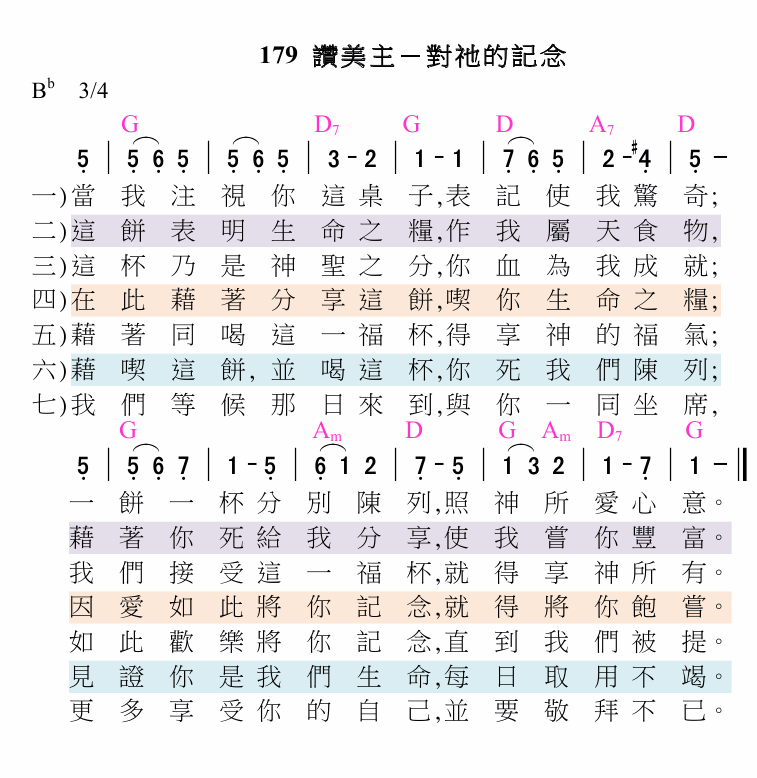 179 讚美主－對祂的記念
B♭ 3/4
G D7 G D A7 D
5̣ | 5̣ 6̣ 5̣ | 5̣ 6̣ 5̣ | 3 - 2 | 1 - 1 | 7̣ 6̣ 5̣ | 2 - #4̣ | 5̣ -
一)當我注視你這桌子,表記使我驚奇;
二)這餅表明生命之糧,作我屬天食物,
三)這杯乃是神聖之分,你血為我成就;
四)在此藉著分享這餅,喫你生命之糧;
五)藉著同喝這一福杯,得享神的福氣;
六)藉喫這餅,並喝這杯,你死我們陳列;
七)我們等候那日來到,與你一同坐席,
G Am D G Am D7 G
5̣ | 5̣ 6̣ 7̣ | 1 - 5̣ | 6̣ 1 2 | 7̣ - 5̣ | 1 3 2 | 1 - 7̣ | 1 - ‖
一餅一杯分別陳列,照神所愛心意。
藉著你死給我分享,使我嘗你豐富。
我們接受這一福杯,就得享神所有。
因愛如此將你記念,就得將你飽嘗。
如此歡樂將你記念,直到我們被提。
見證你是我們生命,每日取用不竭。
更多享受你的自己,並要敬拜不已。